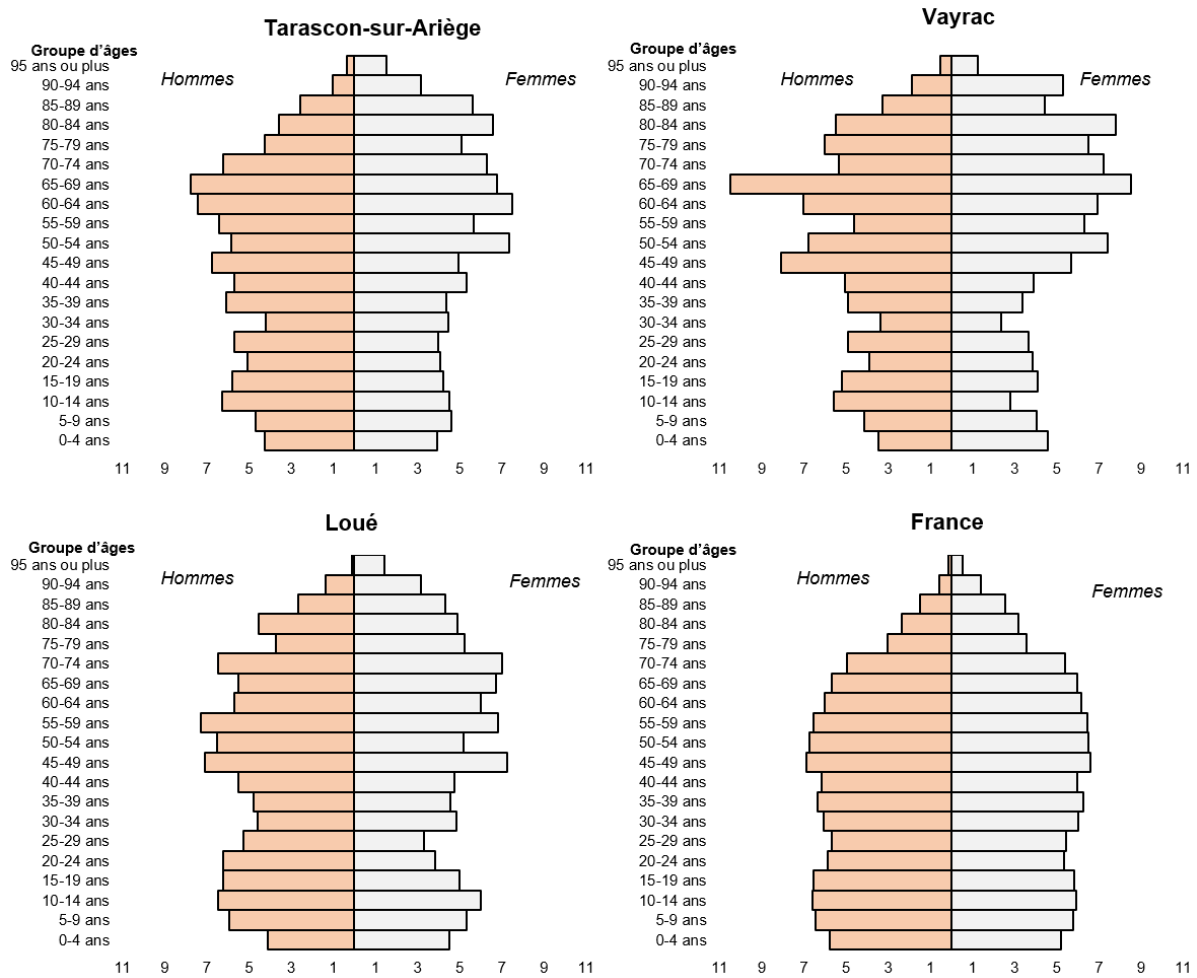 Tarascon-sur-Ariège
Groupe d’âges
Hommes
Femmes
95 ans ou plus
90-94 ans
85-89 ans
80-84 ans
75-79 ans
70-74 ans
65-69 ans
60-64 ans
55-59 ans
50-54 ans
45-49 ans
40-44 ans
35-39 ans
30-34 ans
25-29 ans
20-24 ans
15-19 ans
10-14 ans
5-9 ans
0-4 ans
11 9 7 5 3 1 1 3 5 7 9 11
Vayrac
Groupe d’âges
Hommes
Femmes
95 ans ou plus
90-94 ans
85-89 ans
80-84 ans
75-79 ans
70-74 ans
65-69 ans
60-64 ans
55-59 ans
50-54 ans
45-49 ans
40-44 ans
35-39 ans
30-34 ans
25-29 ans
20-24 ans
15-19 ans
10-14 ans
5-9 ans
0-4 ans
11 9 7 5 3 1 1 3 5 7 9 11
Loué
Groupe d’âges
Hommes
Femmes
95 ans ou plus
90-94 ans
85-89 ans
80-84 ans
75-79 ans
70-74 ans
65-69 ans
60-64 ans
55-59 ans
50-54 ans
45-49 ans
40-44 ans
35-39 ans
30-34 ans
25-29 ans
20-24 ans
15-19 ans
10-14 ans
5-9 ans
0-4 ans
11 9 7 5 3 1 1 3 5 7 9 11
France
Groupe d’âges
Hommes
Femmes
95 ans ou plus
90-94 ans
85-89 ans
80-84 ans
75-79 ans
70-74 ans
65-69 ans
60-64 ans
55-59 ans
50-54 ans
45-49 ans
40-44 ans
35-39 ans
30-34 ans
25-29 ans
20-24 ans
15-19 ans
10-14 ans
5-9 ans
0-4 ans
11 9 7 5 3 1 1 3 5 7 9 11